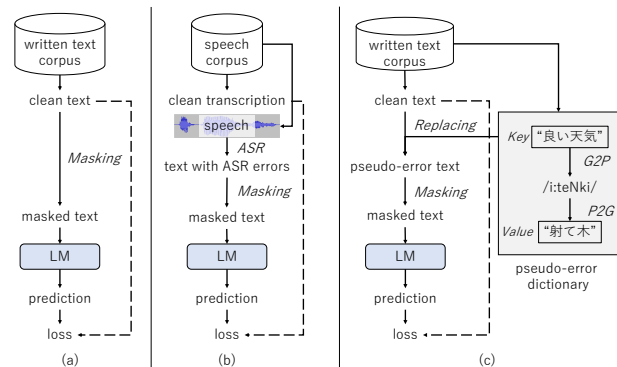 written text
corpus
clean text
Masking
masked text
LM
prediction
loss
(a)
speech
corpus
clean transcription
speech
ASR
text with ASR errors
Masking
masked text
LM
prediction
loss
(b)
written text
corpus
clean text
Replacing
pseudo-error text
Masking
masked text
LM
prediction
loss
(c)
Key “良い天気”
G2P
/i:teNki/
P2G
Value “射て木”
pseudo-error
dictionary